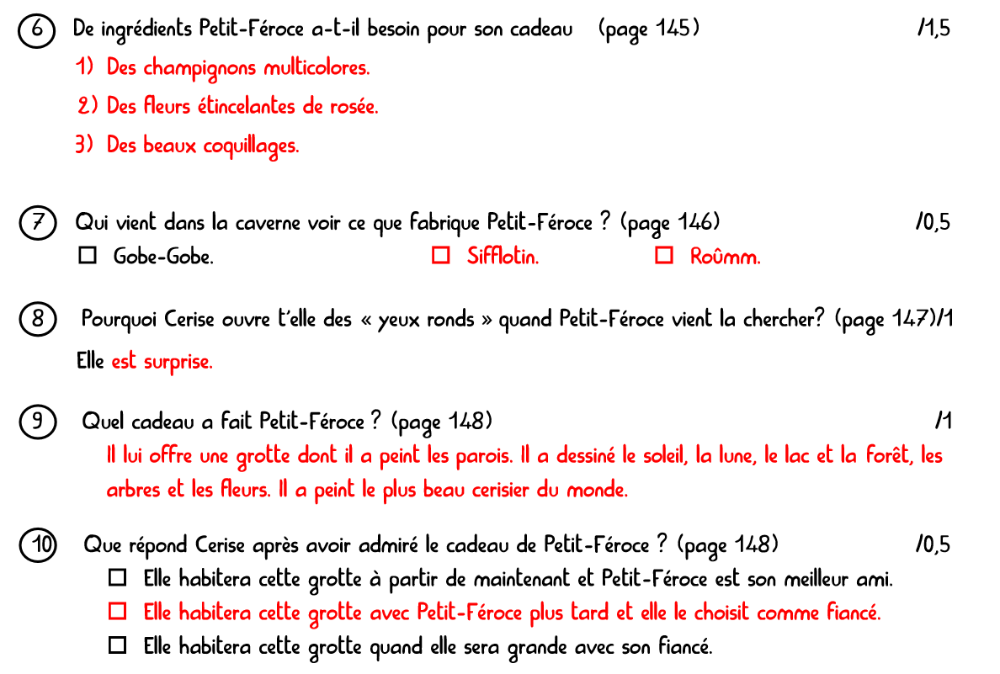 6 De ingrédients Petit-Féroce a-t-il besoin pour son cadeau (page 145) /1,5
1) Des champignons multicolores.
2) Des fleurs étincelantes de rosée.
3) Des beaux coquillages.
7 Qui vient dans la caverne voir ce que fabrique Petit-Féroce ? (page 146) /0,5
☐ Gobe-Gobe. ☐ Sifflotin. ☐ Roûmm.
8 Pourquoi Cerise ouvre t'elle des « yeux ronds » quand Petit-Féroce vient la chercher? (page 147)/1
Elle est surprise.
9 Quel cadeau a fait Petit-Féroce ? (page 148) /1
Il lui offre une grotte dont il a peint les parois. Il a dessiné le soleil, la lune, le lac et la forêt, les
arbres et les fleurs. Il a peint le plus beau cerisier du monde.
10 Que répond Cerise après avoir admiré le cadeau de Petit-Féroce ? (page 148) /0,5
☐ Elle habitera cette grotte à partir de maintenant et Petit-Féroce est son meilleur ami.
☐ Elle habitera cette grotte avec Petit-Féroce plus tard et elle le choisit comme fiancé.
☐ Elle habitera cette grotte quand elle sera grande avec son fiancé.